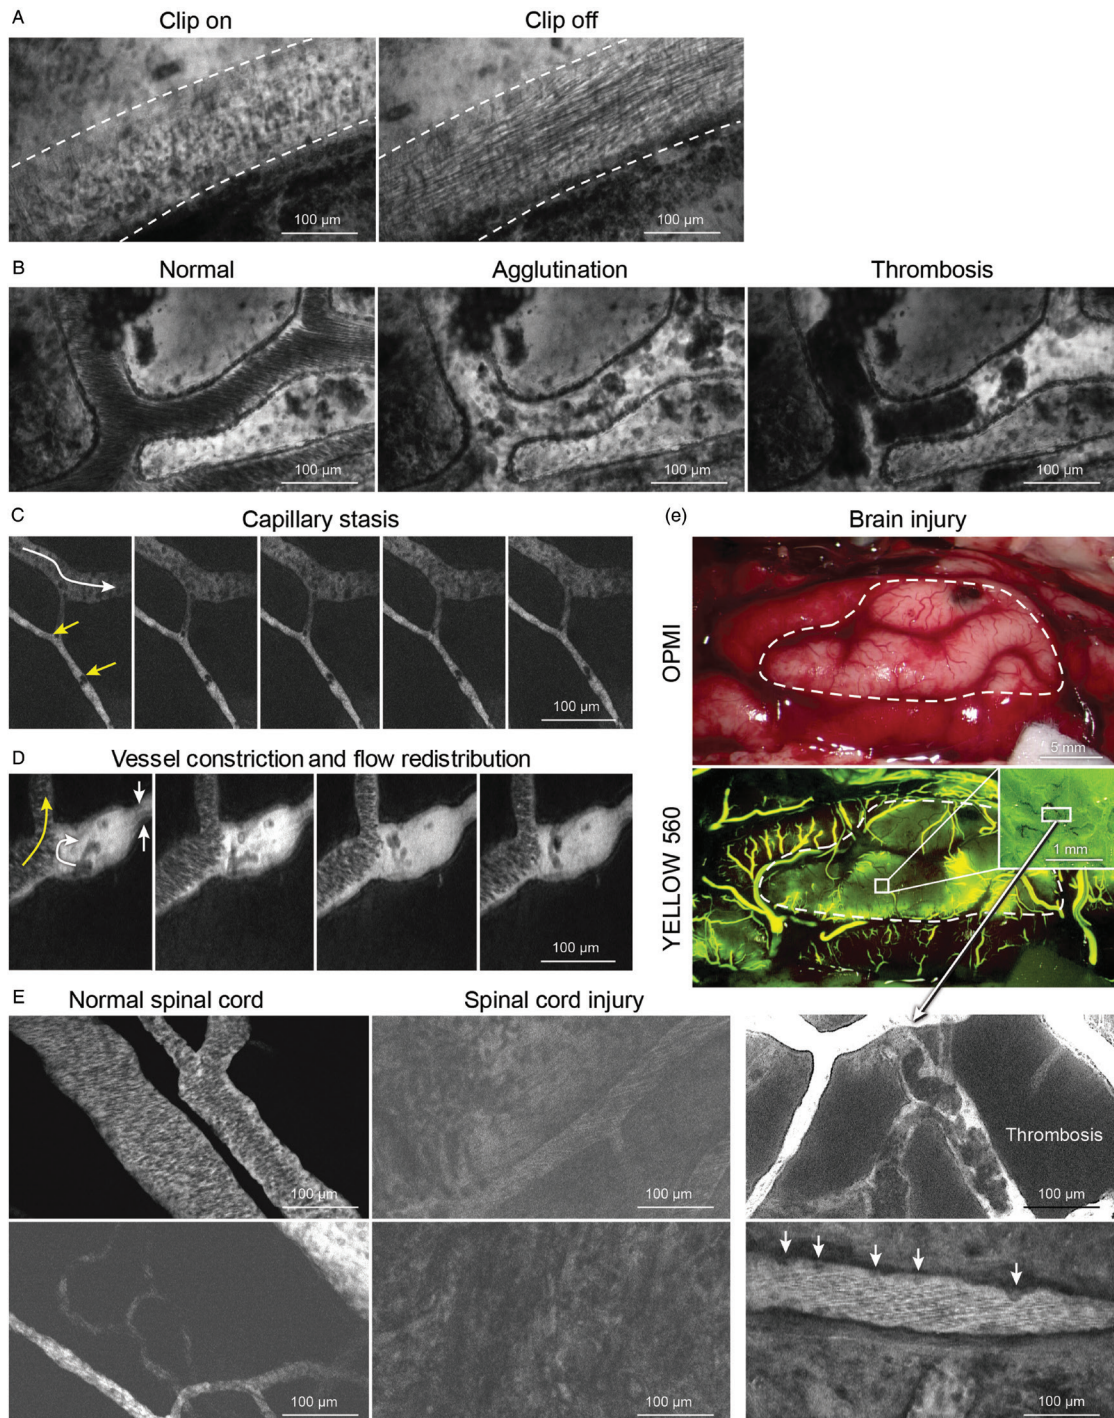 A
Clip on
Clip off
100 µm
100 µm
B
Normal
Agglutination
Thrombosis
100 µm
100 µm
100 µm
C
Capillary stasis
100 µm
(e)
Brain injury
OPMI
5 mm
D
Vessel constriction and flow redistribution
100 µm
YELLOW 560
1 mm
E
Normal spinal cord
Spinal cord injury
100 µm
100 µm
Thrombosis
100 µm
100 µm
100 µm
100 µm